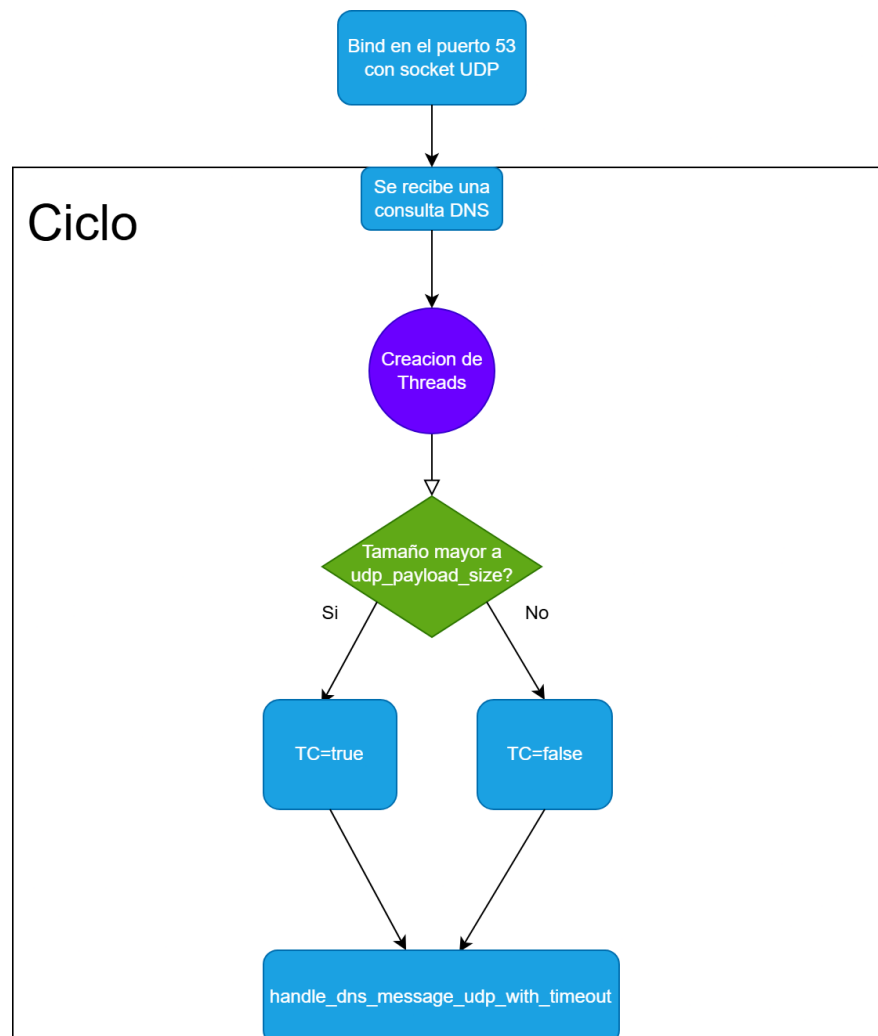 Bind en el puerto 53
con socket UDP
Se recibe una
consulta DNS
Ciclo
Creacion de
Threads
Tamaño mayor a
udp_payload_size?
Si
No
TC=true
TC=false
handle_dns_message_udp_with_timeout